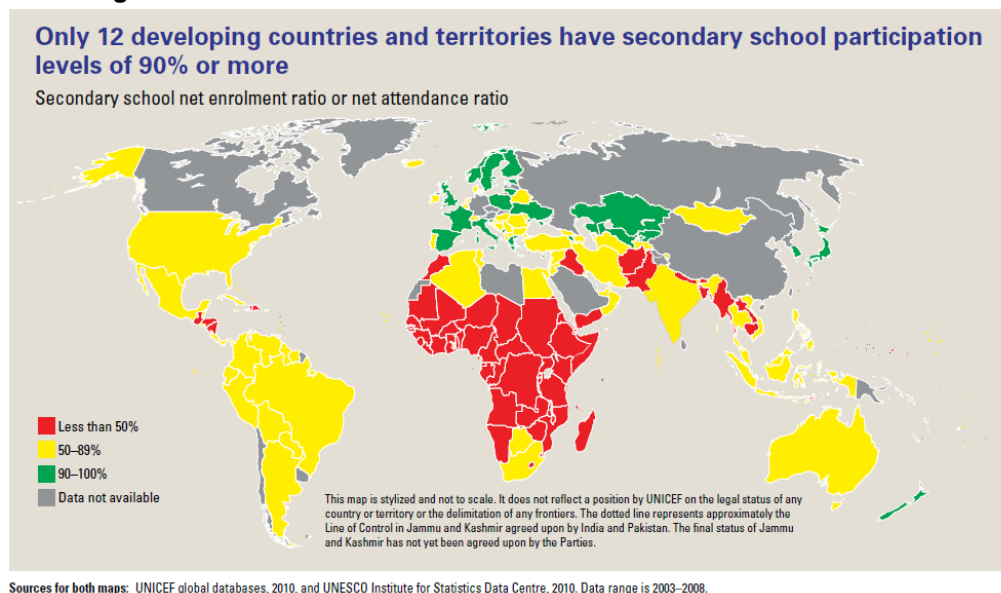 Only 12 developing countries and territories have secondary school participation
levels of 90% or more
Secondary school net enrolment ratio or net attendance ratio
Less than 50%
50–89%
90–100%
Data not available
This map is stylized and not to scale. It does not reflect a position by UNICEF on the legal status of any
country or territory or the delimitation of any frontiers. The dotted line represents approximately the
Line of Control in Jammu and Kashmir agreed upon by India and Pakistan. The final status of Jammu
and Kashmir has not yet been agreed upon by the Parties.
Sources for both maps: UNICEF global databases, 2010, and UNESCO Institute for Statistics Data Centre, 2010. Data range is 2003–2008.